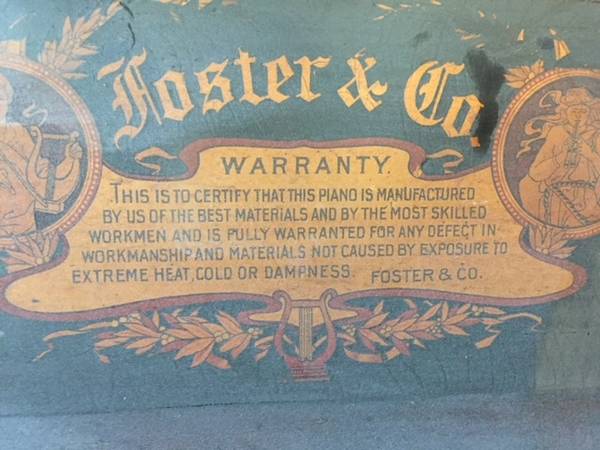 Foster & Co.
WARRANTY.
THIS IS TO CERTIFY THAT THIS PIANO IS MANUFACTURED
BY US OF THE BEST MATERIALS AND BY THE MOST SKILLED
WORKMEN AND IS FULLY WARRANTED FOR ANY DEFECT IN
WORKMANSHIP AND MATERIALS NOT CAUSED BY EXPOSURE TO
EXTREME HEAT, COLD OR DAMPNESS. FOSTER & CO.